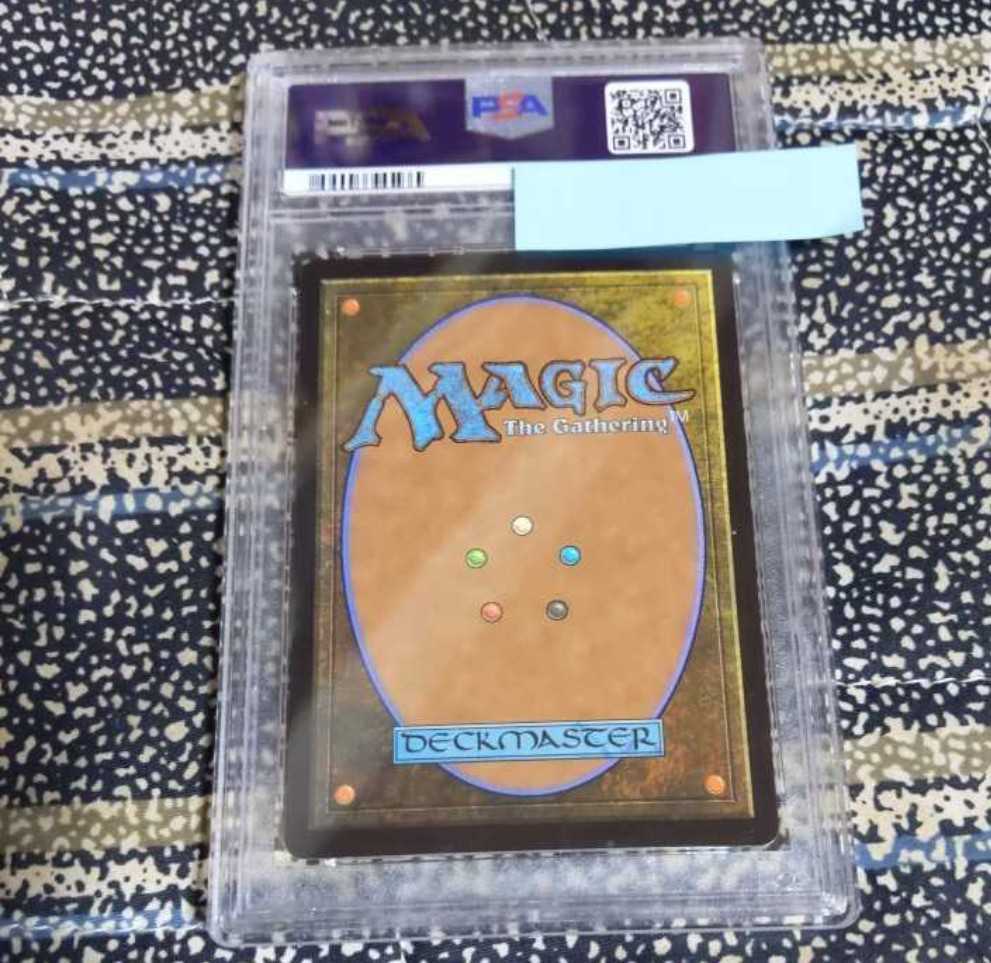 PSA
PSA
MAGIC
The Gathering™
DECKMASTER